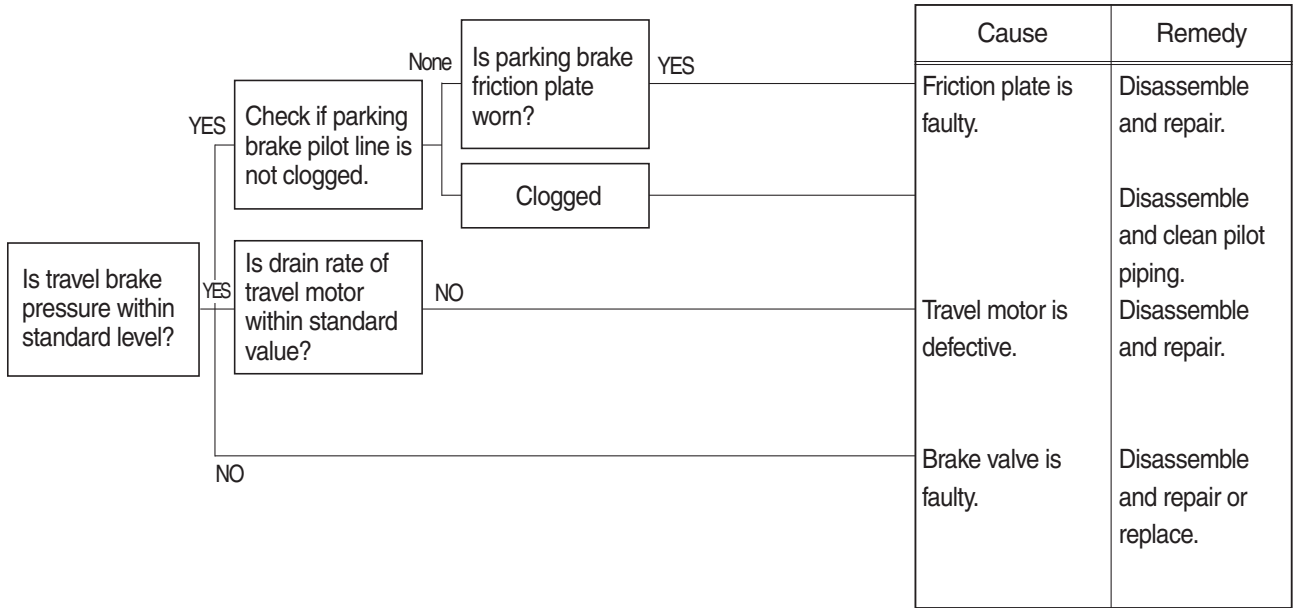 Cause
Remedy
None
Is parking brake
friction plate
worn?
YES
Friction plate is
faulty.
Disassemble
and repair.
YES
Check if parking
brake pilot line is
not clogged.
Clogged
Disassemble
and clean pilot
piping.
Is travel brake
pressure within
standard level?
YES
Is drain rate of
travel motor
within standard
value?
NO
Travel motor is
defective.
Disassemble
and repair.
NO
Brake valve is
faulty.
Disassemble
and repair or
replace.